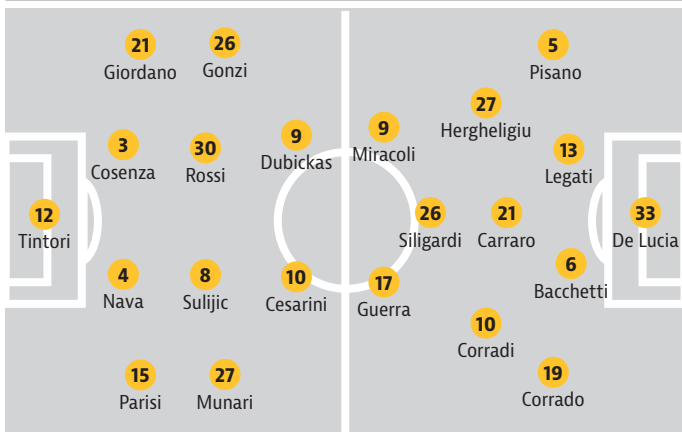 21
Giordano
26
Gonzi
3
Cosenza
30
Rossi
9
Dubickas
12
Tintori
4
Nava
8
Sulijic
10
Cesarini
15
Parisi
27
Munari
5
Pisano
27
Hergheligiu
9
Miracoli
13
Legati
26
Siligardi
21
Carraro
33
De Lucia
6
Bacchetti
17
Guerra
10
Corradi
19
Corrado